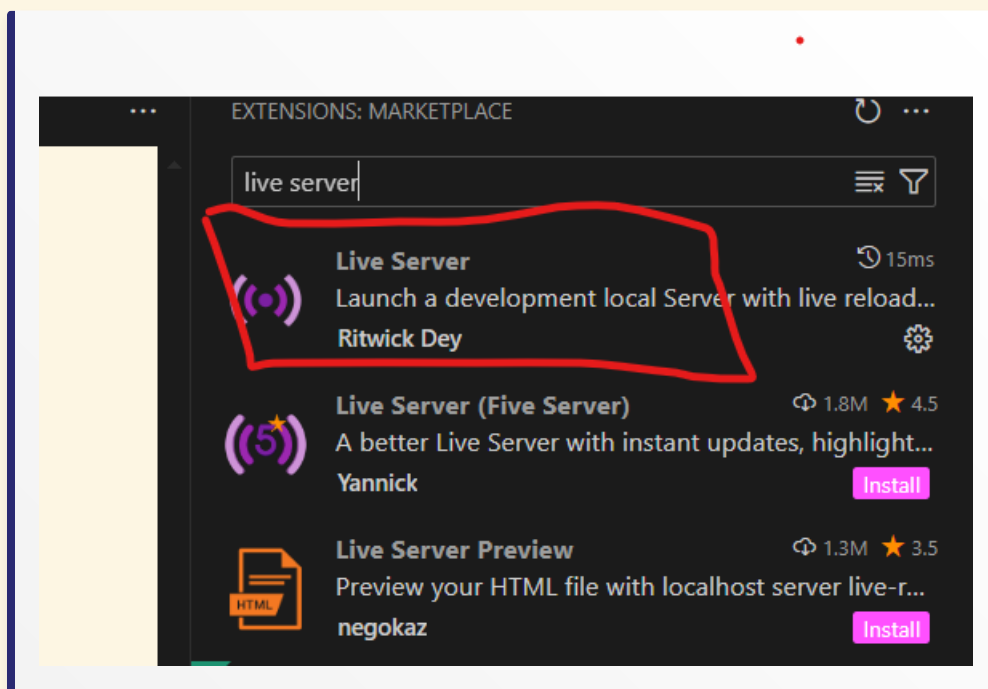 EXTENSIONS: MARKETPLACE
live server
Live Server
15ms
Launch a development local Server with live reload...
Ritwick Dey
5
Live Server (Five Server)
1.8M 4.5
A better Live Server with instant updates, highlight...
Yannick
Install
Live Server Preview
1.3M 3.5
Preview your HTML file with localhost server live-r...
HTML
negokaz
Install